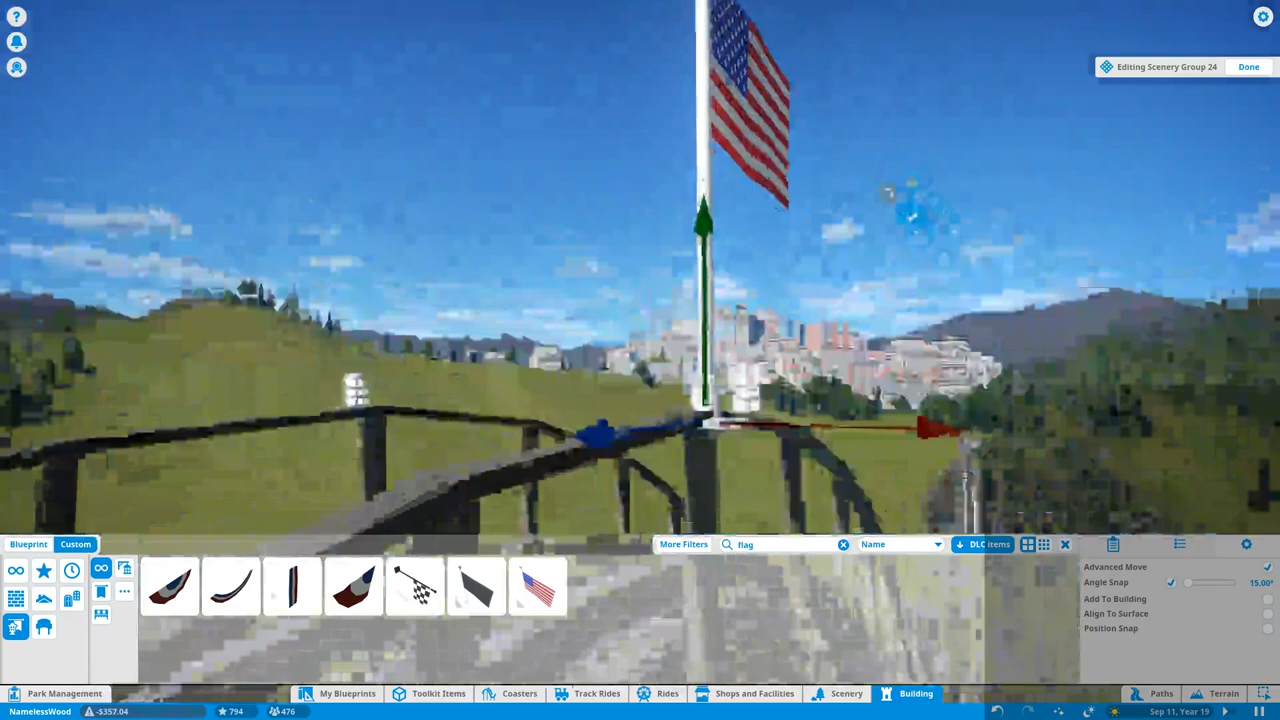 Editing Scenery Group 24 Done
Blueprint Custom More Filters flag Name DLC items
Advanced Move
Angle Snap 15.00°
Add To Building
Align To Surface
Position Snap
Park Management My Blueprints Toolkit Items Coasters Track Rides Rides Shops and Facilities Scenery Building Paths Terrain
NamelessWood -$357.04 794 476 Sep 11, Year 19